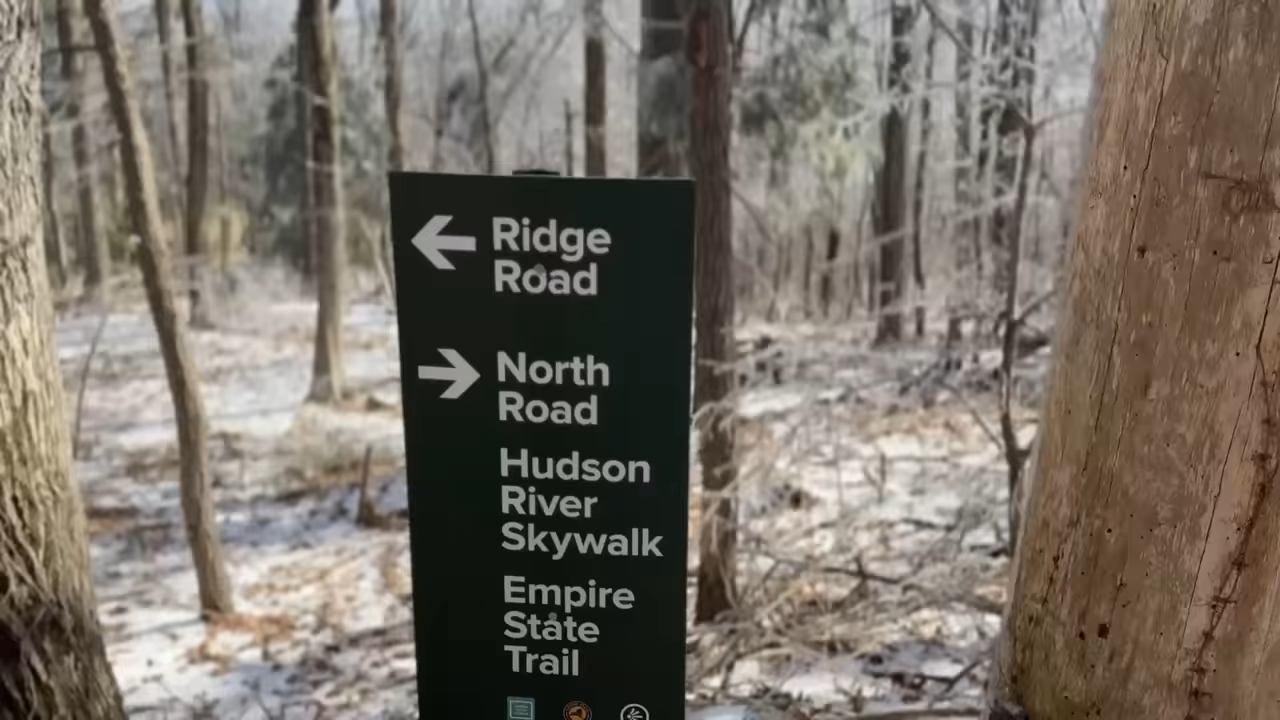 Ridge
Road
North
Road
Hudson
River
Skywalk
Empire
State
Trail